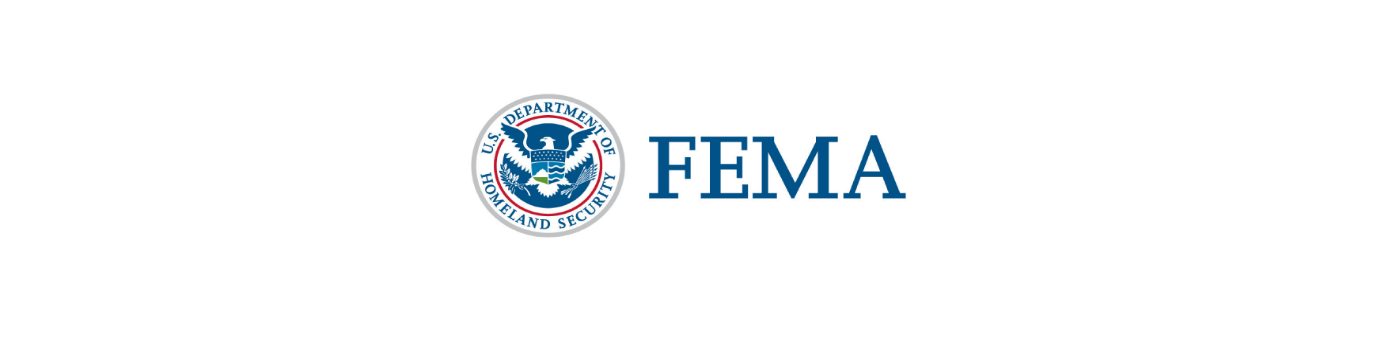 U.S. DEPARTMENT OF
HOMELAND SECURITY
FEMA